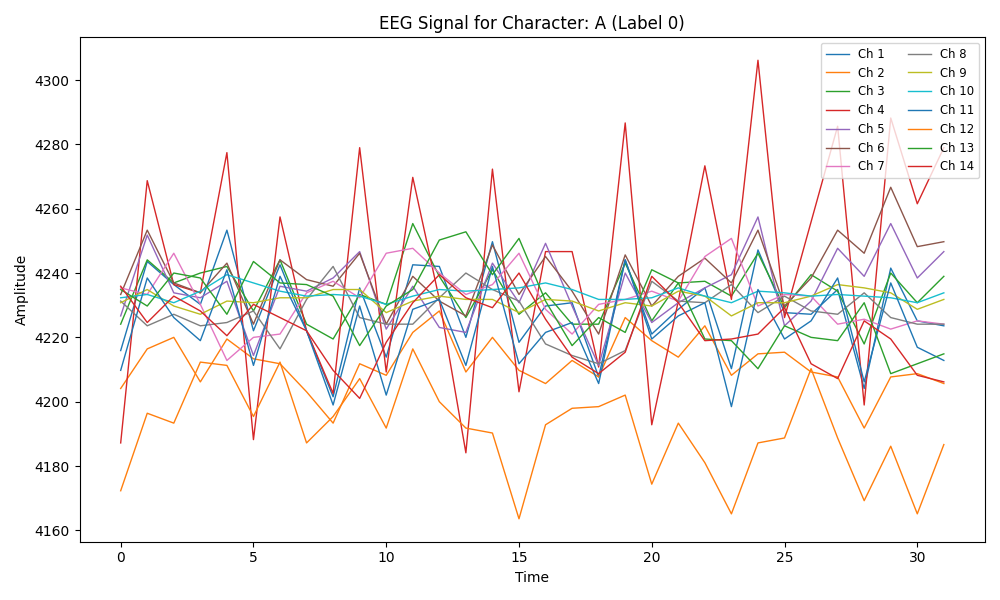 EEG Signal for Character: A (Label 0)
Amplitude
4300
4280
4260
4240
4220
4200
4180
4160
0 5 10 15 20 25 30
Time
Ch 1 Ch 8
Ch 2 Ch 9
Ch 3 Ch 10
Ch 4 Ch 11
Ch 5 Ch 12
Ch 6 Ch 13
Ch 7 Ch 14